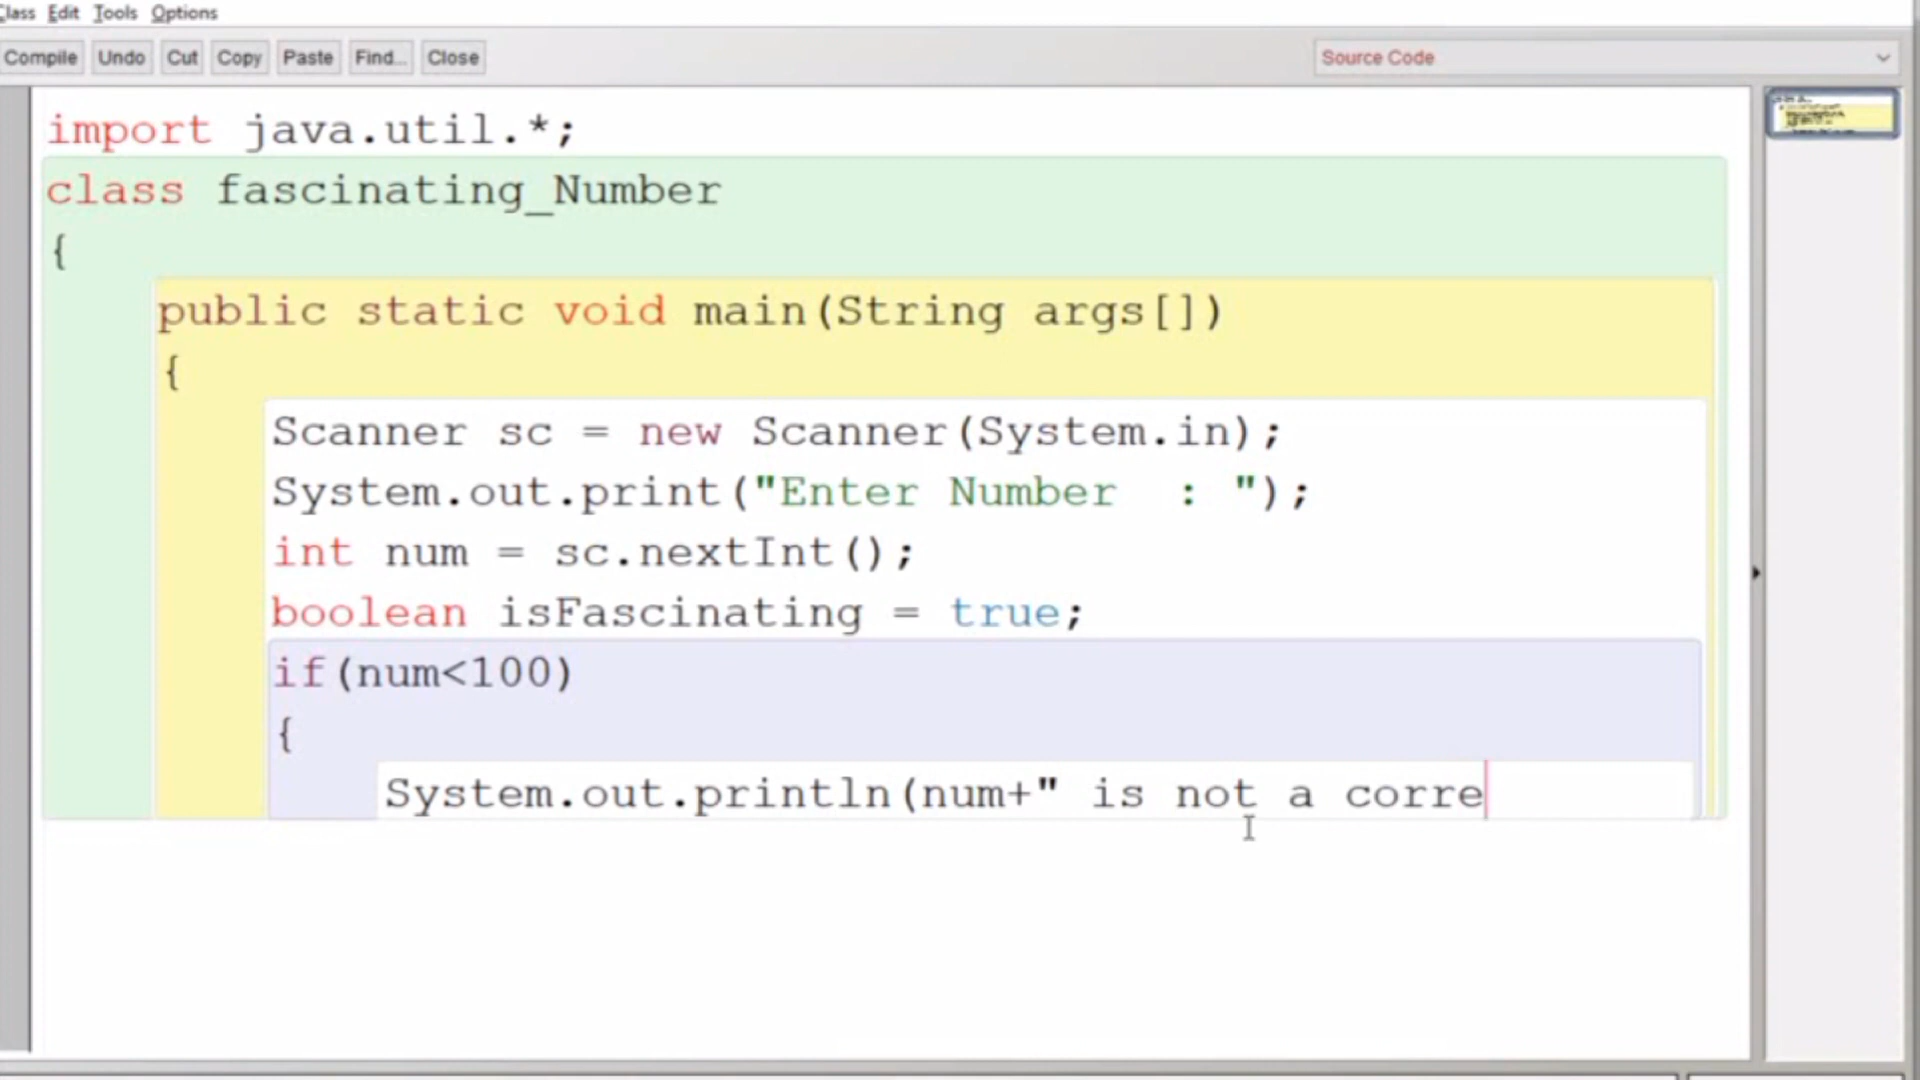 Class Edit Tools Options
Compile Undo Cut Copy Paste Find... Close Source Code
import java.util.*;
class fascinating_Number
{
public static void main(String args[])
{
Scanner sc = new Scanner(System.in);
System.out.print("Enter Number  : ");
int num = sc.nextInt();
boolean isFascinating = true;
if(num<100)
{
System.out.println(num+" is not a corre